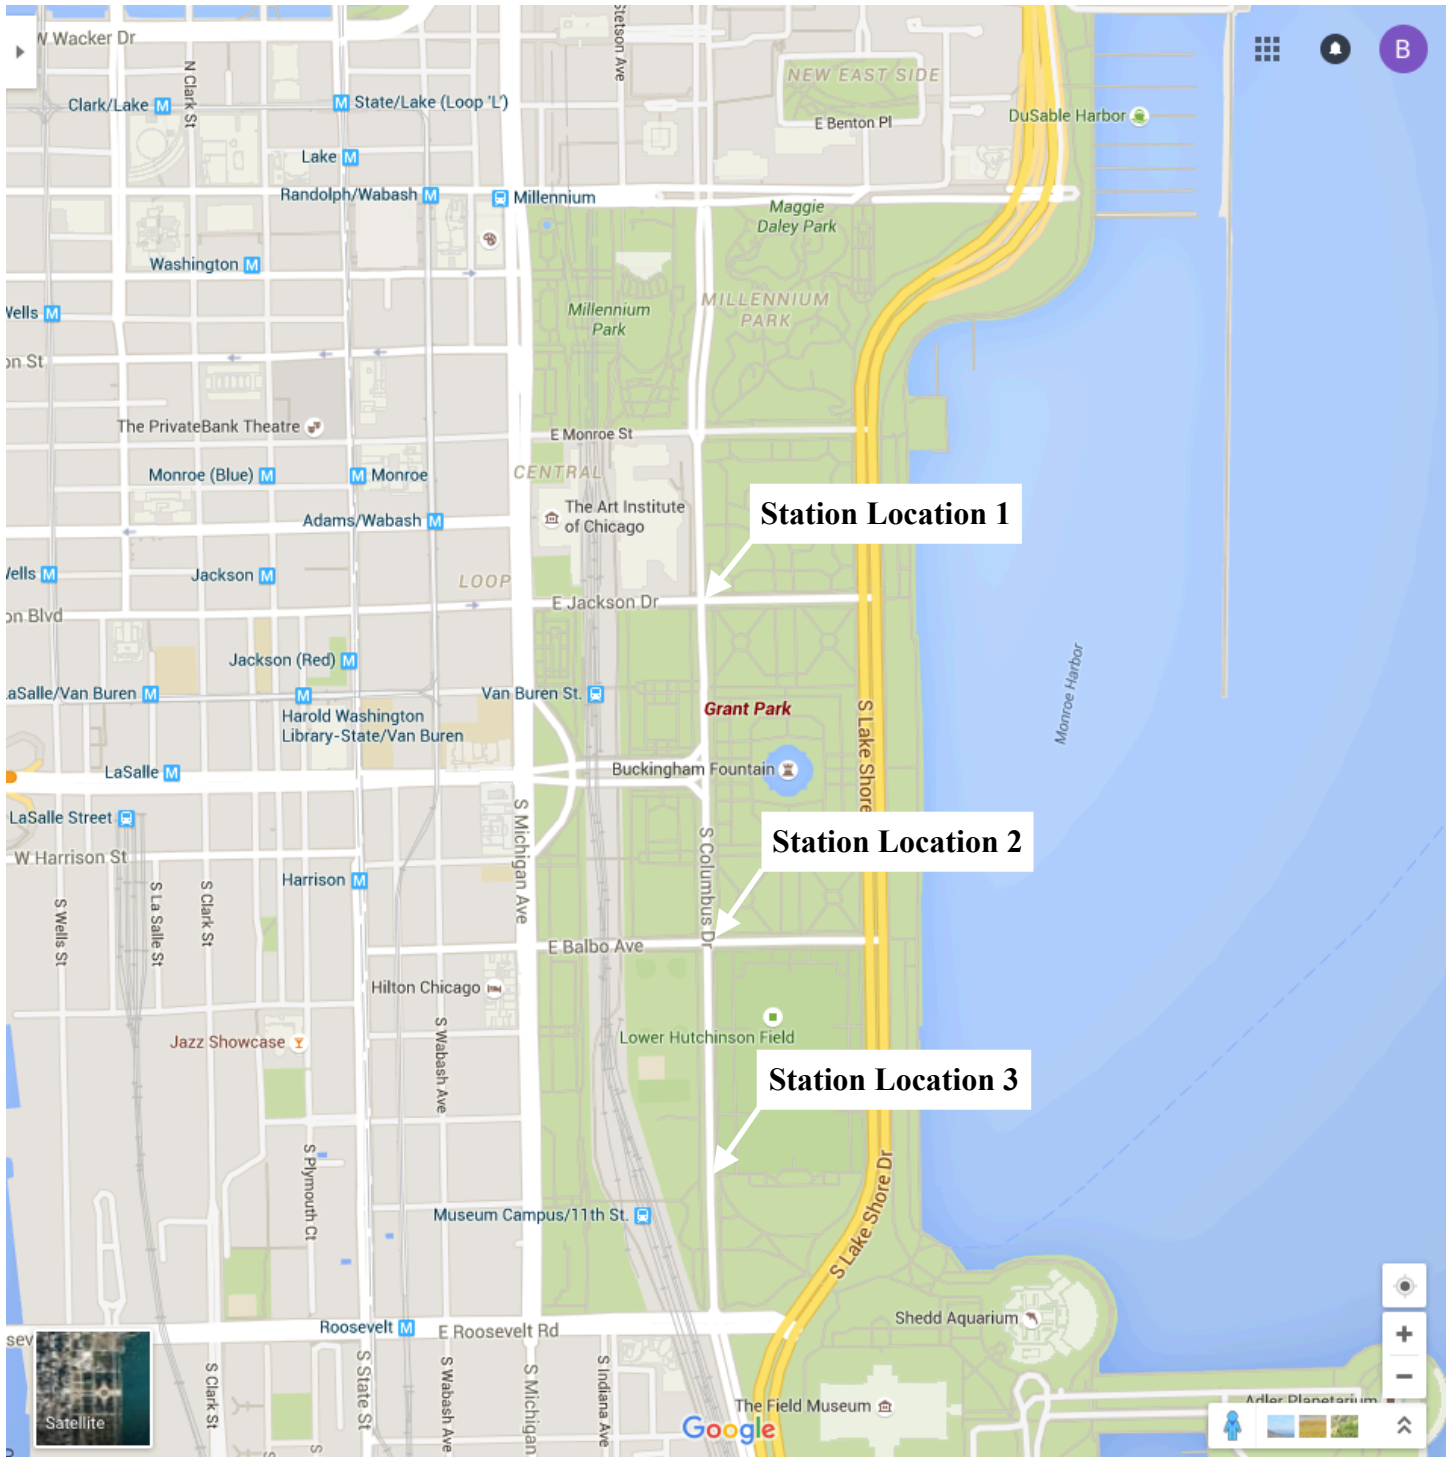 W Wacker Dr
N Clark St
Stetson Ave
B
NEW EAST SIDE
Clark/Lake M
M State/Lake (Loop 'L')
DuSable Harbor
E Benton Pl
Lake M
Randolph/Wabash M
Millennium
Maggie
Daley Park
Washington M
Millennium
Park
MILLENNIUM
PARK
Wells M
on St
The PrivateBank Theatre
E Monroe St
Monroe (Blue) M
M Monroe
CENTRAL
The Art Institute
of Chicago
Station Location 1
Adams/Wabash M
Wells M
Jackson M
LOOP
E Jackson Dr
on Blvd
Jackson (Red) M
Monroe Harbor
LaSalle/Van Buren M
M
Harold Washington
Library-State/Van Buren
Van Buren St.
Grant Park
S Lake Shore
LaSalle M
Buckingham Fountain
LaSalle Street
S Michigan Ave
S Columbus Dr
Station Location 2
W Harrison St
Harrison M
S Wells St
S La Salle St
S Clark St
E Balbo Ave
Hilton Chicago
Jazz Showcase
S Wabash Ave
Lower Hutchinson Field
Station Location 3
S Plymouth Ct
Museum Campus/11th St.
S Lake Shore Dr
Shedd Aquarium
Roosevelt M
E Roosevelt Rd
sev
S Clark St
S State St
S Wabash Ave
S Michigan
S Indiana Ave
S
S
The Field Museum
Adler Planetarium
Satellite
Google
+
−